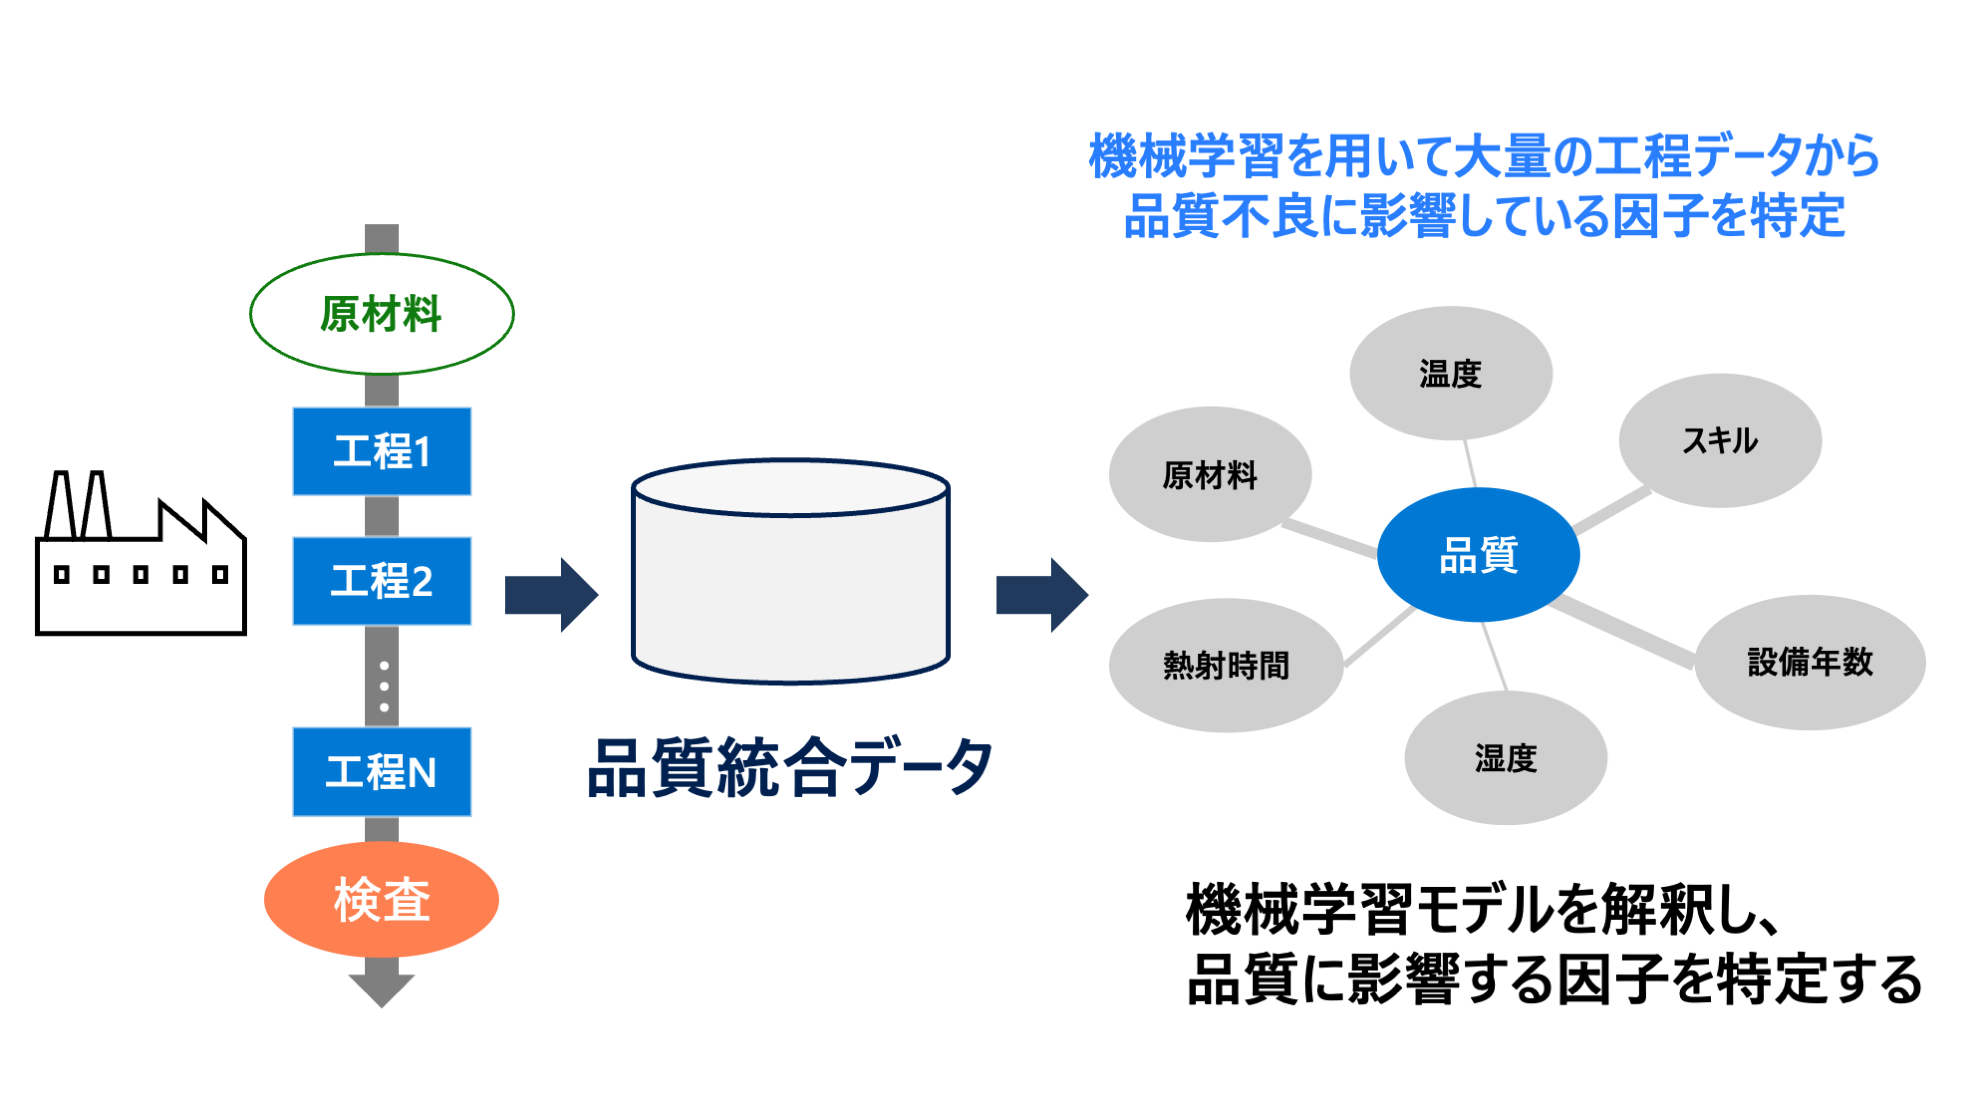 機械学習を用いて大量の工程データから
品質不良に影響している因子を特定
原材料
工程1
工程2
工程N
検査
品質統合データ
温度
スキル
原材料
品質
熱射時間
設備年数
湿度
機械学習モデルを解釈し、
品質に影響する因子を特定する